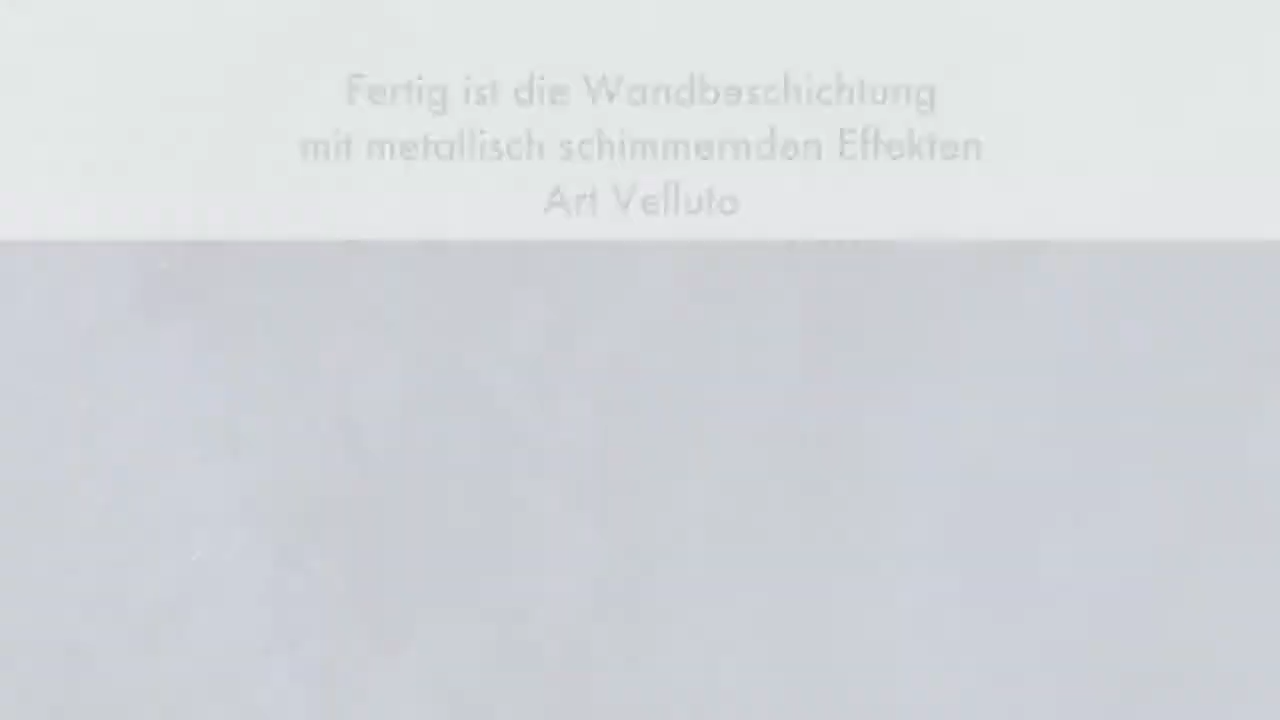 Fertig ist die Wandbeschichtung
mit metallisch schimmernden Effekten
Art Velluto